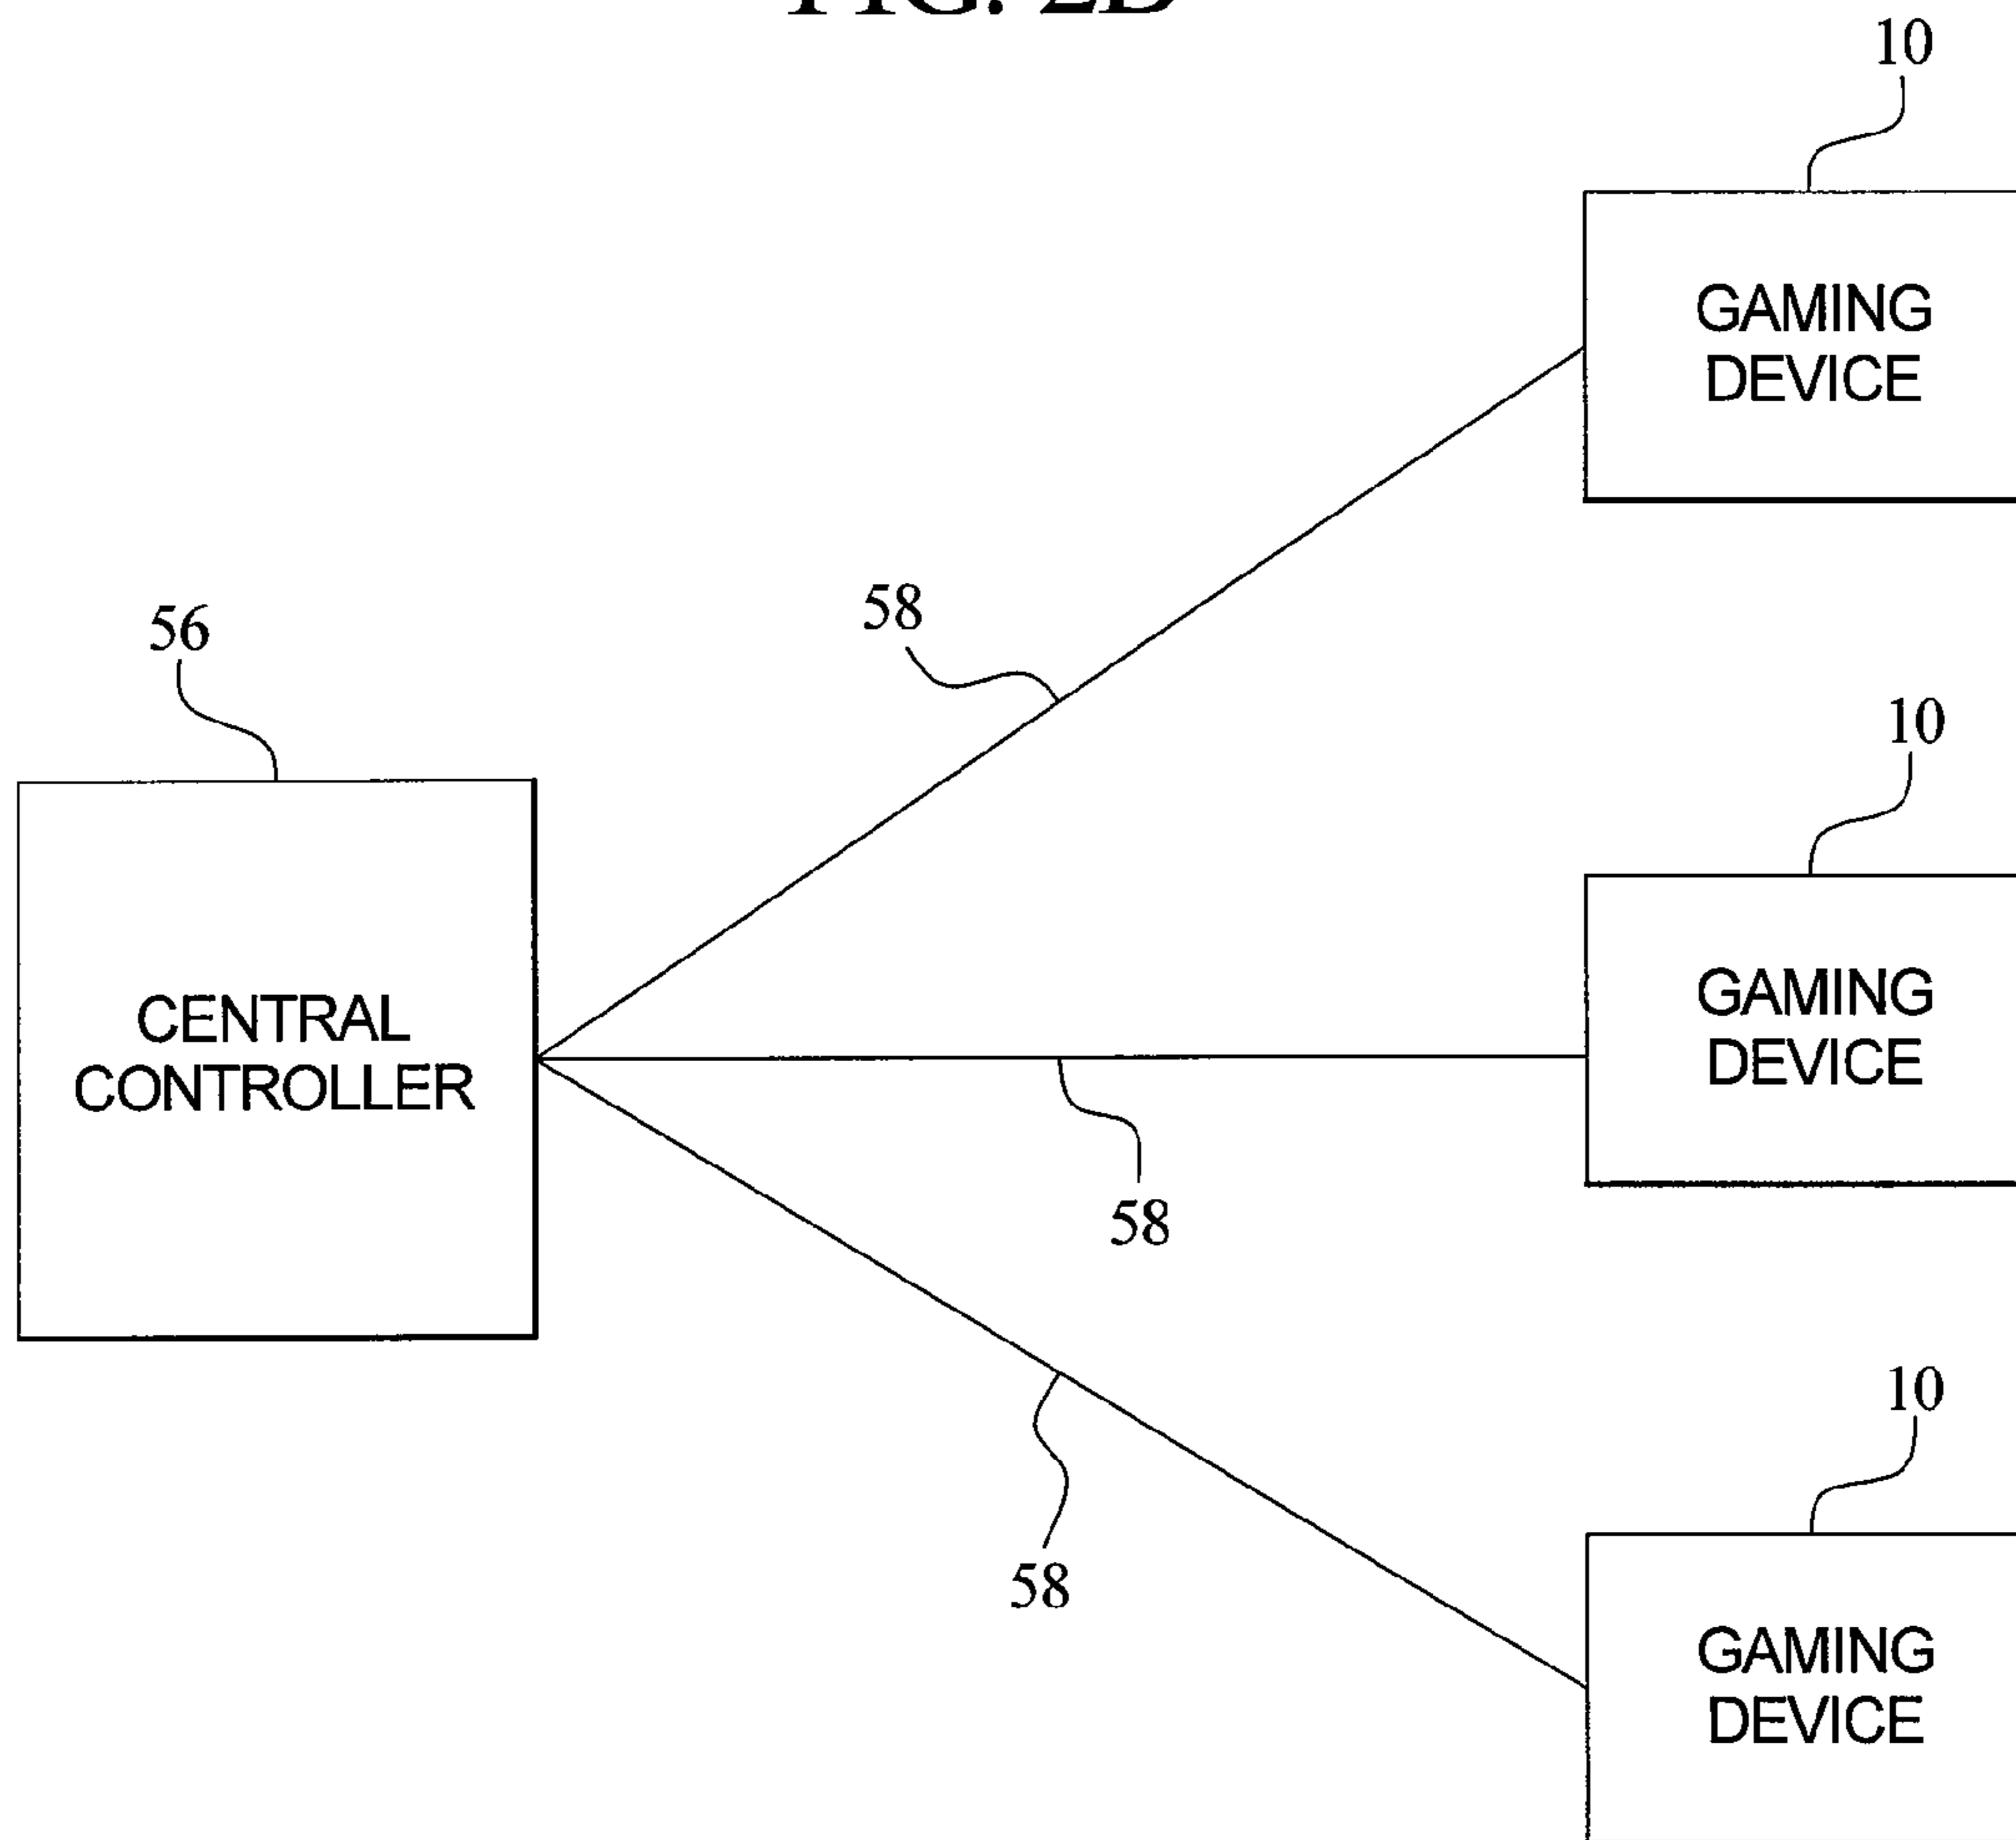 10
GAMING
DEVICE
58
56
10
CENTRAL
CONTROLLER
GAMING
DEVICE
58
10
58
GAMING
DEVICE